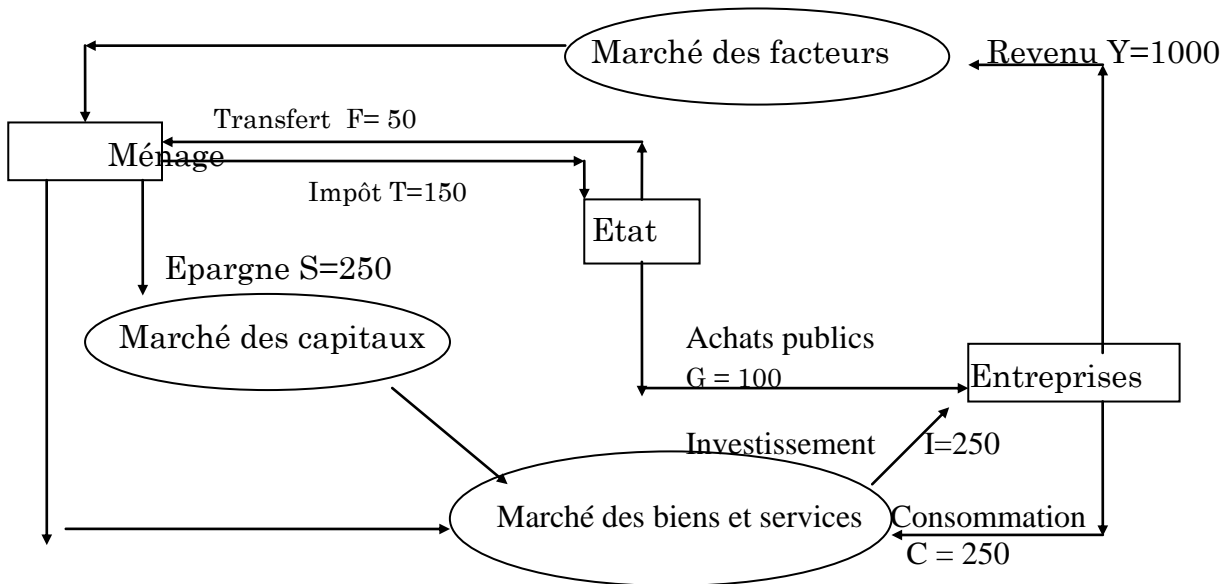 Marché des facteurs
Revenu Y=1000
Transfert F= 50
Ménage
Impôt T=150
Etat
Epargne S=250
Marché des capitaux
Achats publics
G = 100
Entreprises
Investissement I=250
Marché des biens et services
Consommation
C = 250